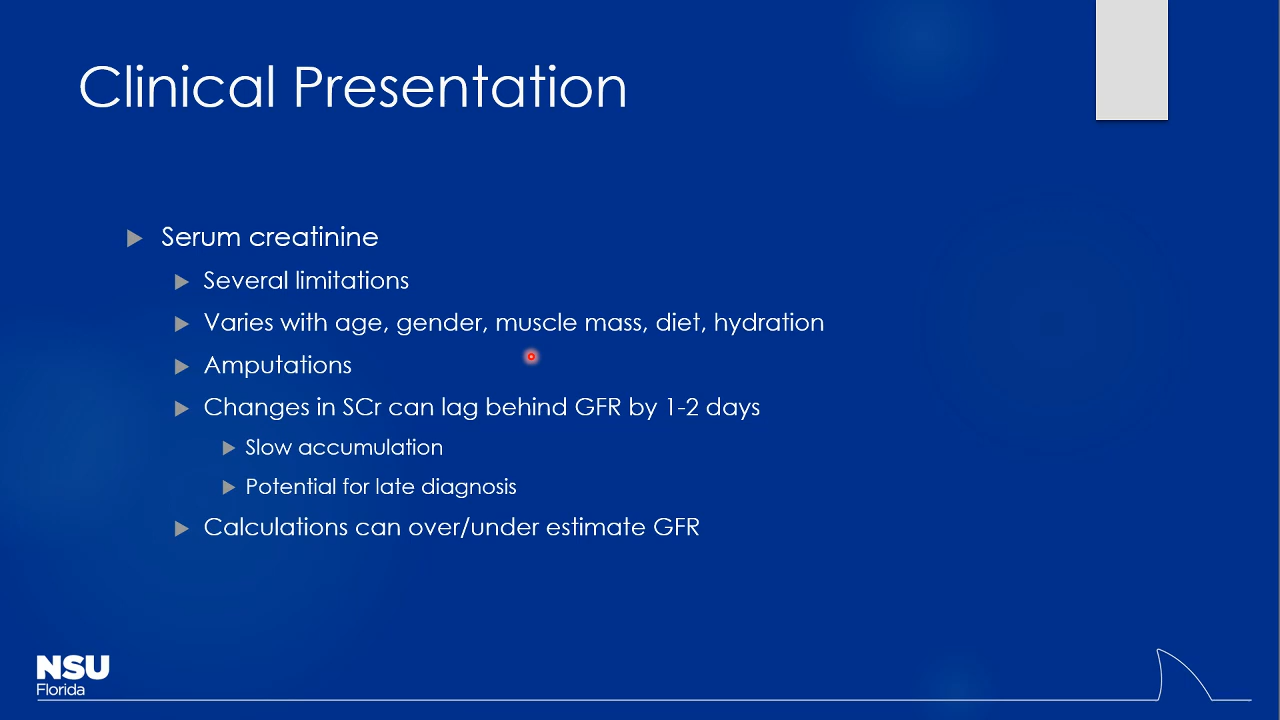 Clinical Presentation
Serum creatinine
Several limitations
Varies with age, gender, muscle mass, diet, hydration
Amputations
Changes in SCr can lag behind GFR by 1-2 days
Slow accumulation
Potential for late diagnosis
Calculations can over/under estimate GFR
NSU
Florida